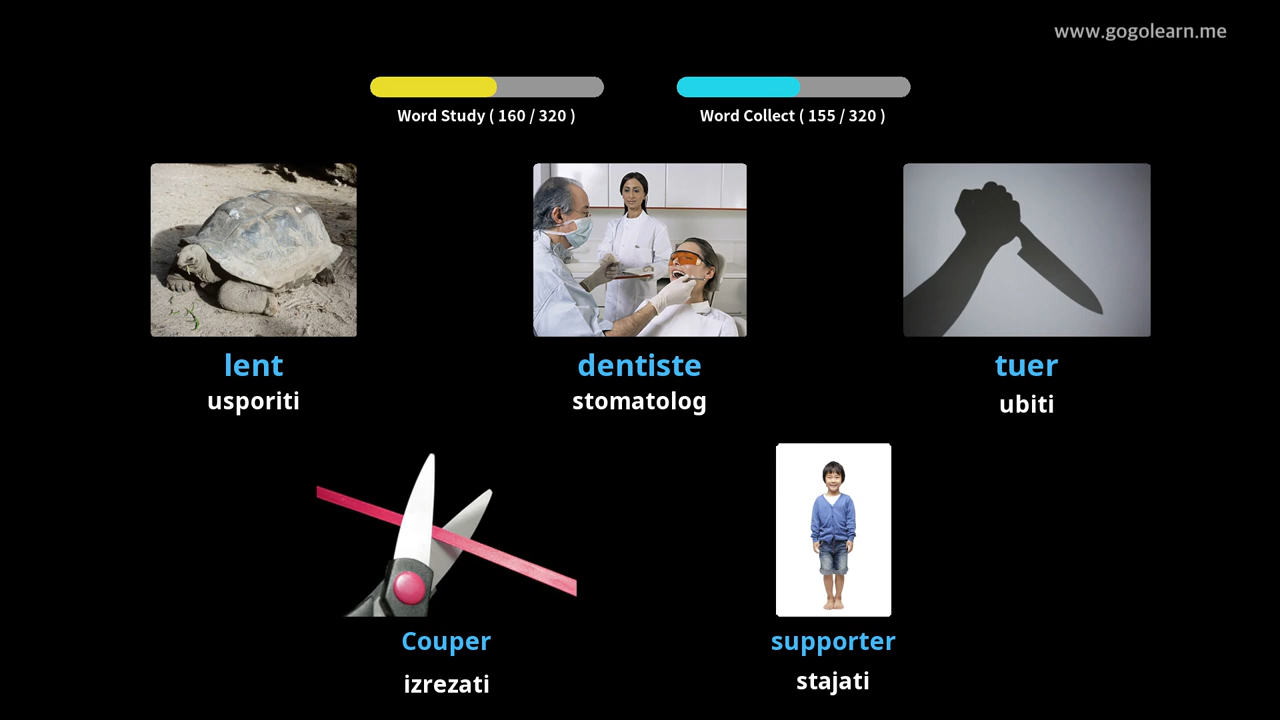 www.gogolearn.me
Word Study ( 160 / 320 )
Word Collect ( 155 / 320 )
lent
usporiti
dentiste
stomatolog
tuer
ubiti
Couper
izrezati
supporter
stajati